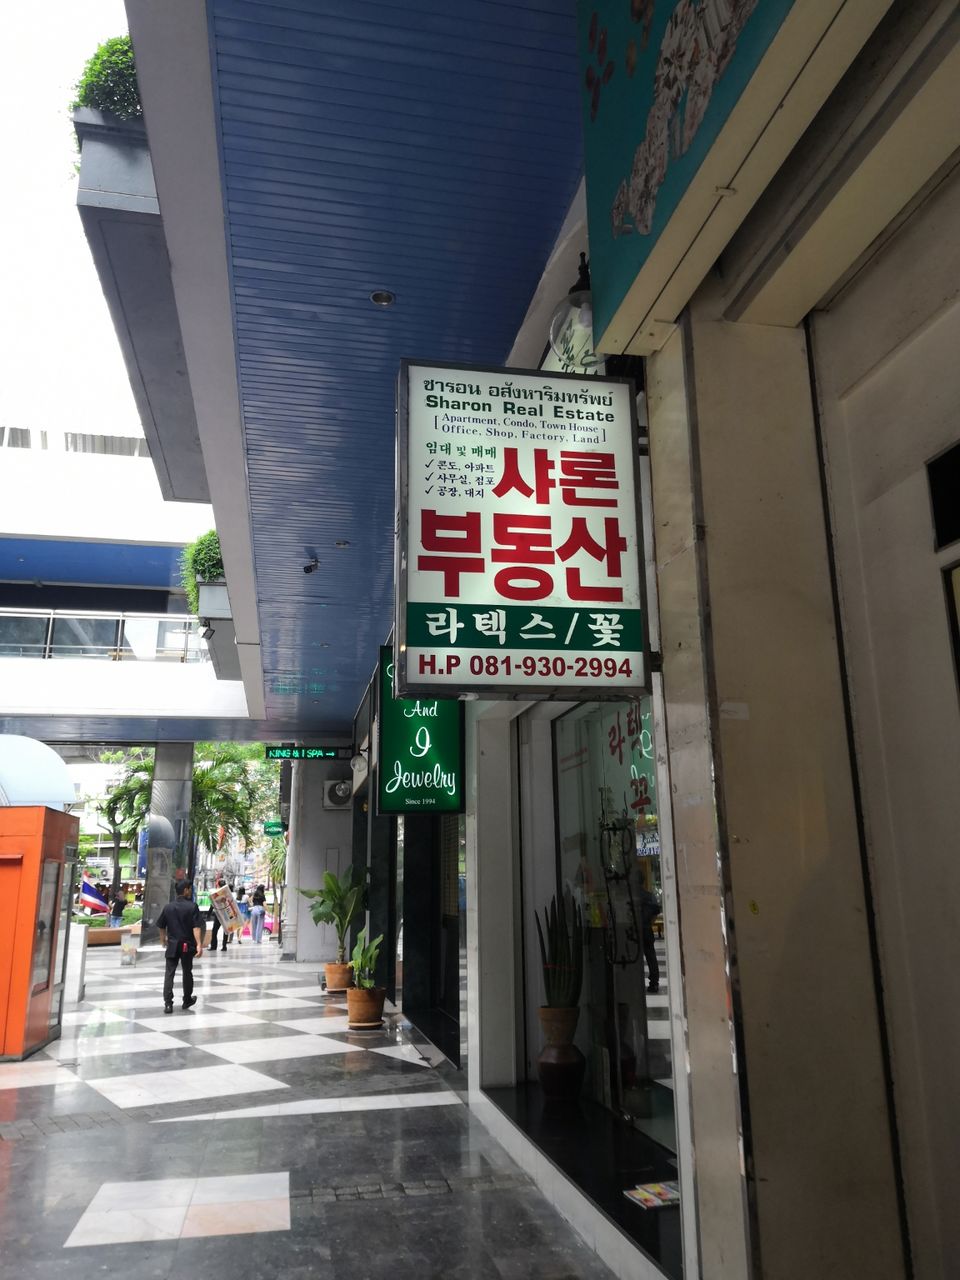 ชารอน อสังหาริมทรัพย์
Sharon Real Estate
[Apartment, Condo, Town House
Office, Shop, Factory, Land]
임대 및 매매
✓ 콘도, 아파트
✓ 사무실, 점포
✓ 공장, 대지
샤론
부동산
라텍스/꽃
H.P 081-930-2994
And
I
Jewelry
Since 1994
KING & I SPA →
라텍
꽃